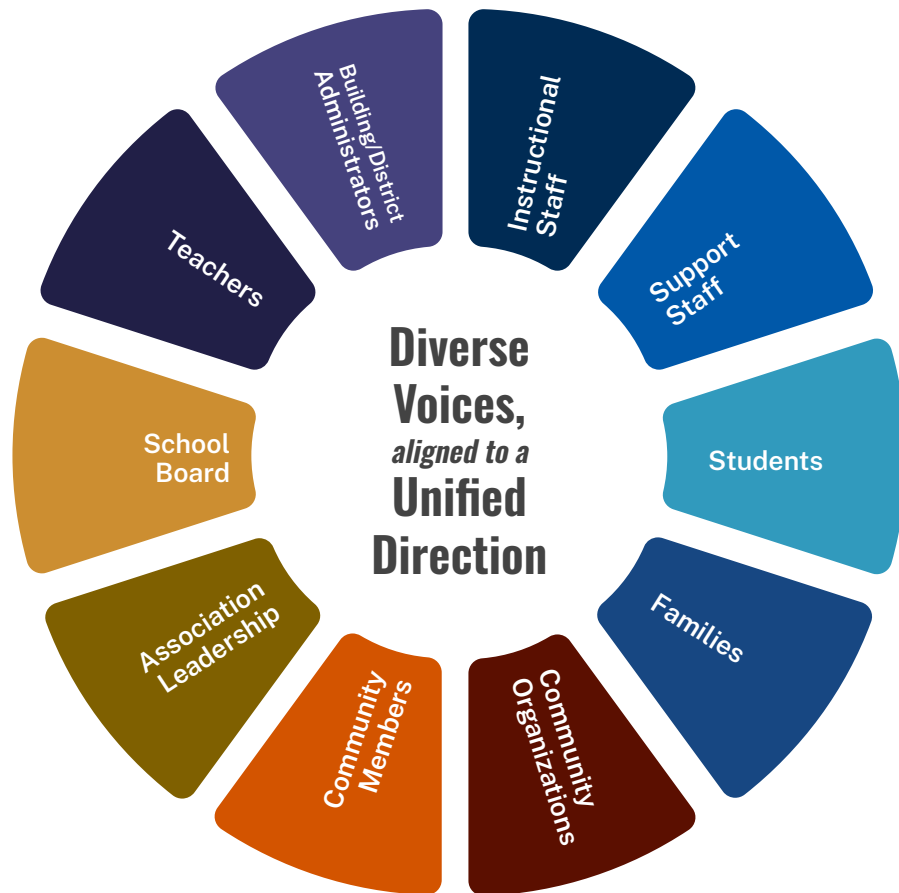 Building/District
Administrators
Instructional
Staff
Support
Staff
Students
Families
Community
Organizations
Community
Members
Association
Leadership
School
Board
Teachers
Diverse
Voices,
aligned to a
Unified
Direction